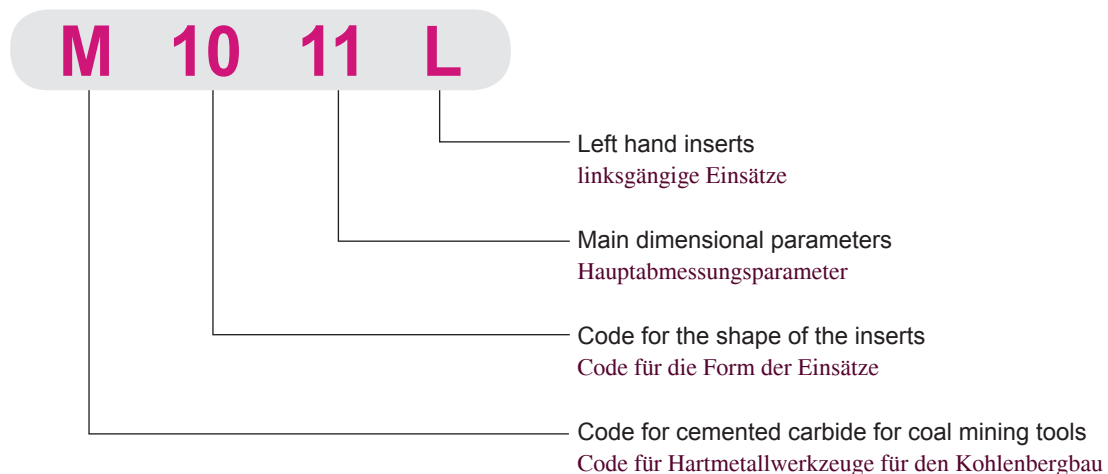 M 10 11 L
Left hand inserts
linksgängige Einsätze
Main dimensional parameters
Hauptabmessungsparameter
Code for the shape of the inserts
Code für die Form der Einsätze
Code for cemented carbide for coal mining tools
Code für Hartmetallwerkzeuge für den Kohlenbergbau